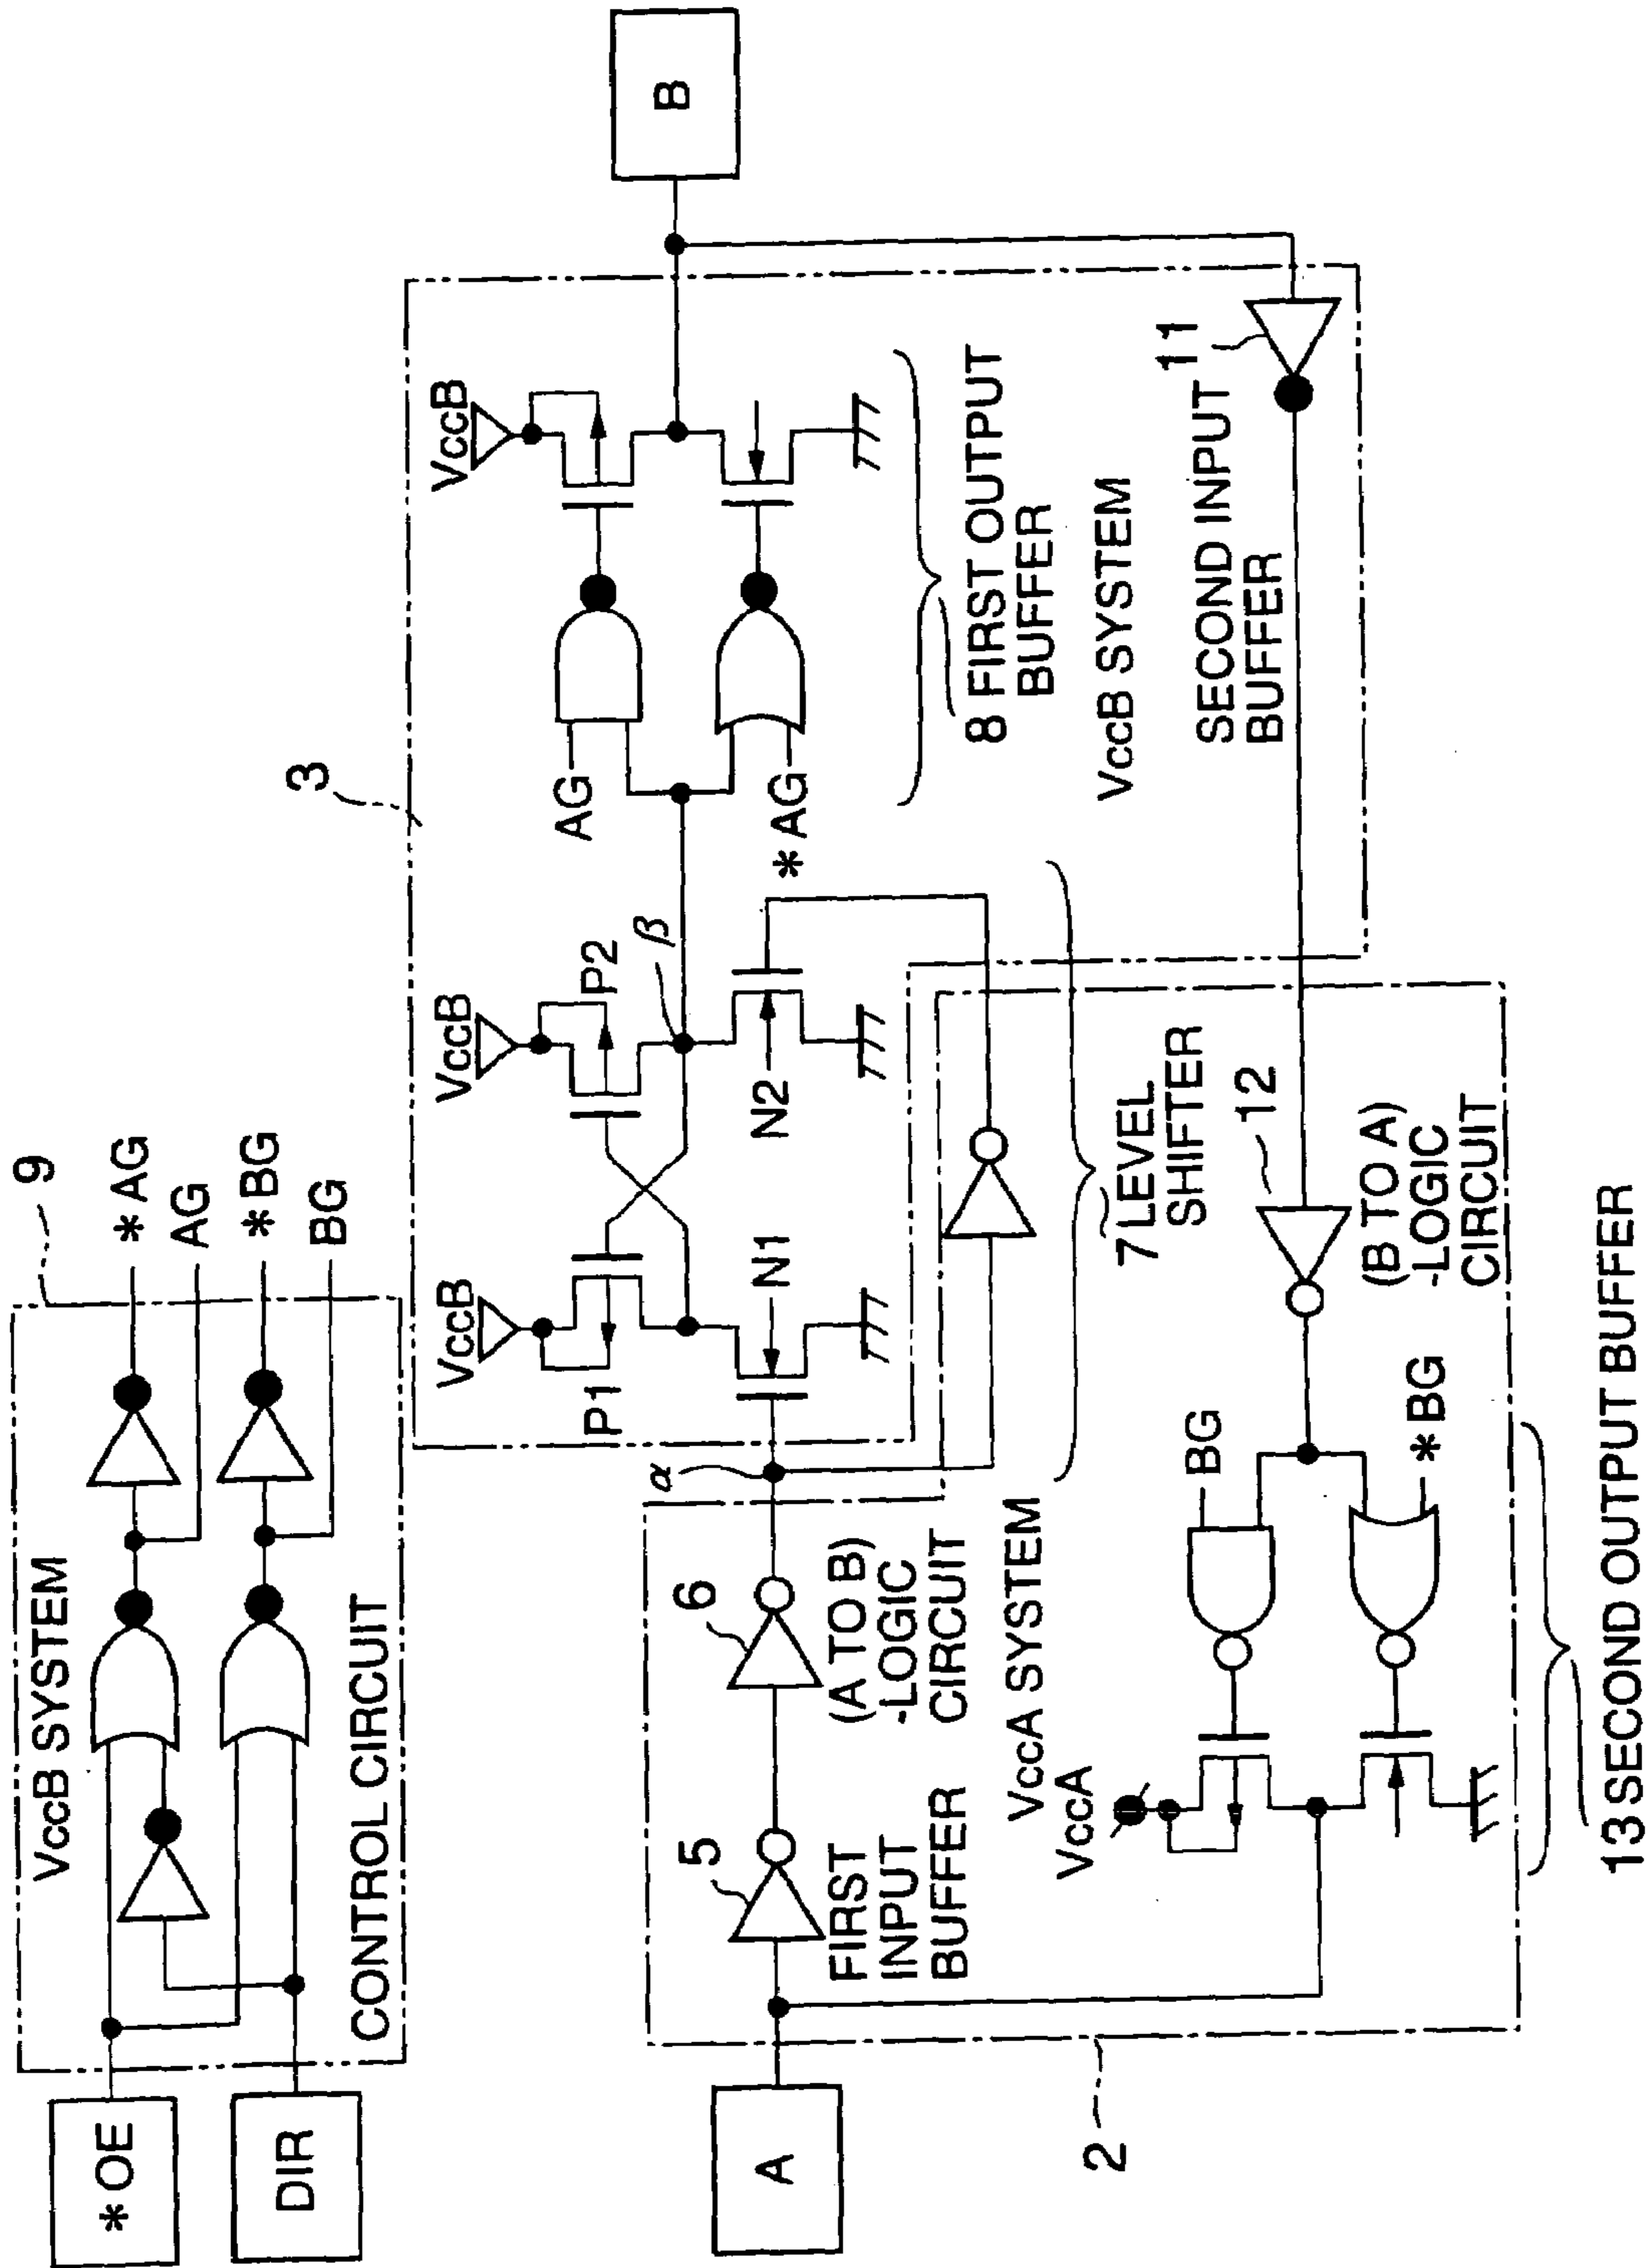 *OE
DIR
VccB SYSTEM
CONTROL CIRCUIT
9
*AG
AG
*BG
BG
3
VccB
P1
N1
VccB
P2
N2
β
α
AG
*AG
VccB
8 FIRST OUTPUT
BUFFER
VccB SYSTEM
B
A
2
5
FIRST
INPUT
BUFFER
6
(A TO B)
-LOGIC
CIRCUIT
VccA SYSTEM
7 LEVEL
SHIFTER
SECOND INPUT
BUFFER
11
12
(B TO A)
-LOGIC
CIRCUIT
VccA
BG
*BG
13 SECOND OUTPUT BUFFER